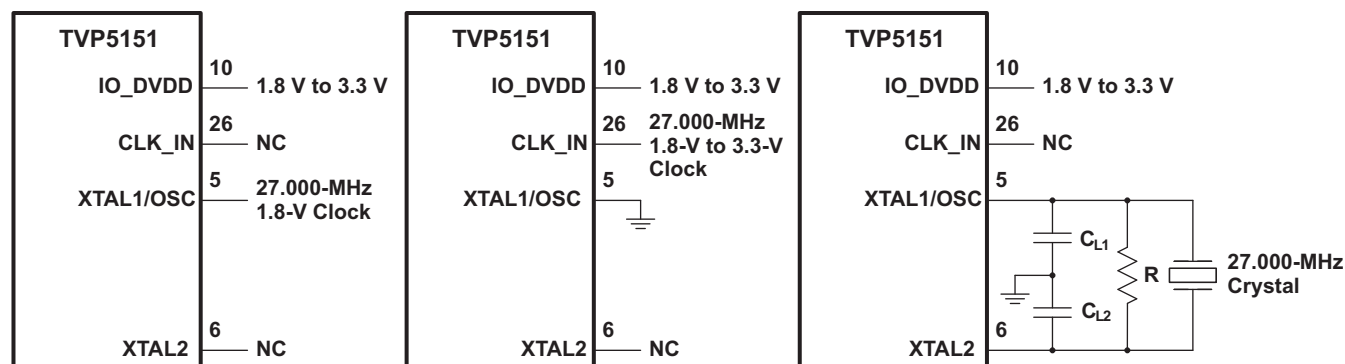 TVP5151
10
IO_DVDD
1.8 V to 3.3 V
26
CLK_IN
NC
5
XTAL1/OSC
27.000-MHz
1.8-V Clock
6
XTAL2
NC
TVP5151
10
IO_DVDD
1.8 V to 3.3 V
26
CLK_IN
27.000-MHz
1.8-V to 3.3-V
Clock
5
XTAL1/OSC
6
XTAL2
NC
TVP5151
10
IO_DVDD
1.8 V to 3.3 V
26
CLK_IN
NC
5
XTAL1/OSC
CL1
R
27.000-MHz
Crystal
CL2
6
XTAL2